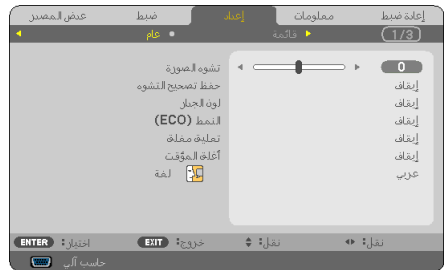 إعادة ضبط معلومات إعداد ضبط عرض المصدر
(1/3) قائمة عام
تشوه الصورة 0
حفظ تصحيح التشوه إيقاف
لون الجدار إيقاف
النمط (ECO) إيقاف
تعليق مغلق إيقاف
أغلق المؤقت إيقاف
لغة عربي
ENTER :اختيار EXIT :خروج نقل: نقل:
حاسب آلي